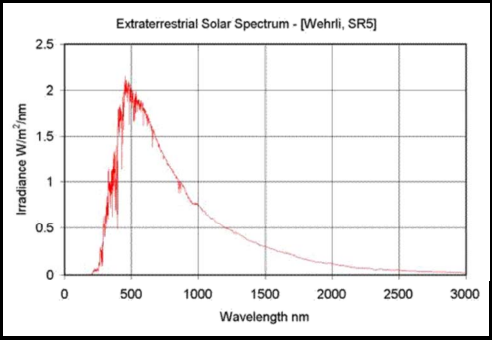 Extraterrestrial Solar Spectrum - [Wehrli, SR5]
2.5
2
1.5
1
0.5
0
Irradiance W/m²/nm
0 500 1000 1500 2000 2500 3000
Wavelength nm